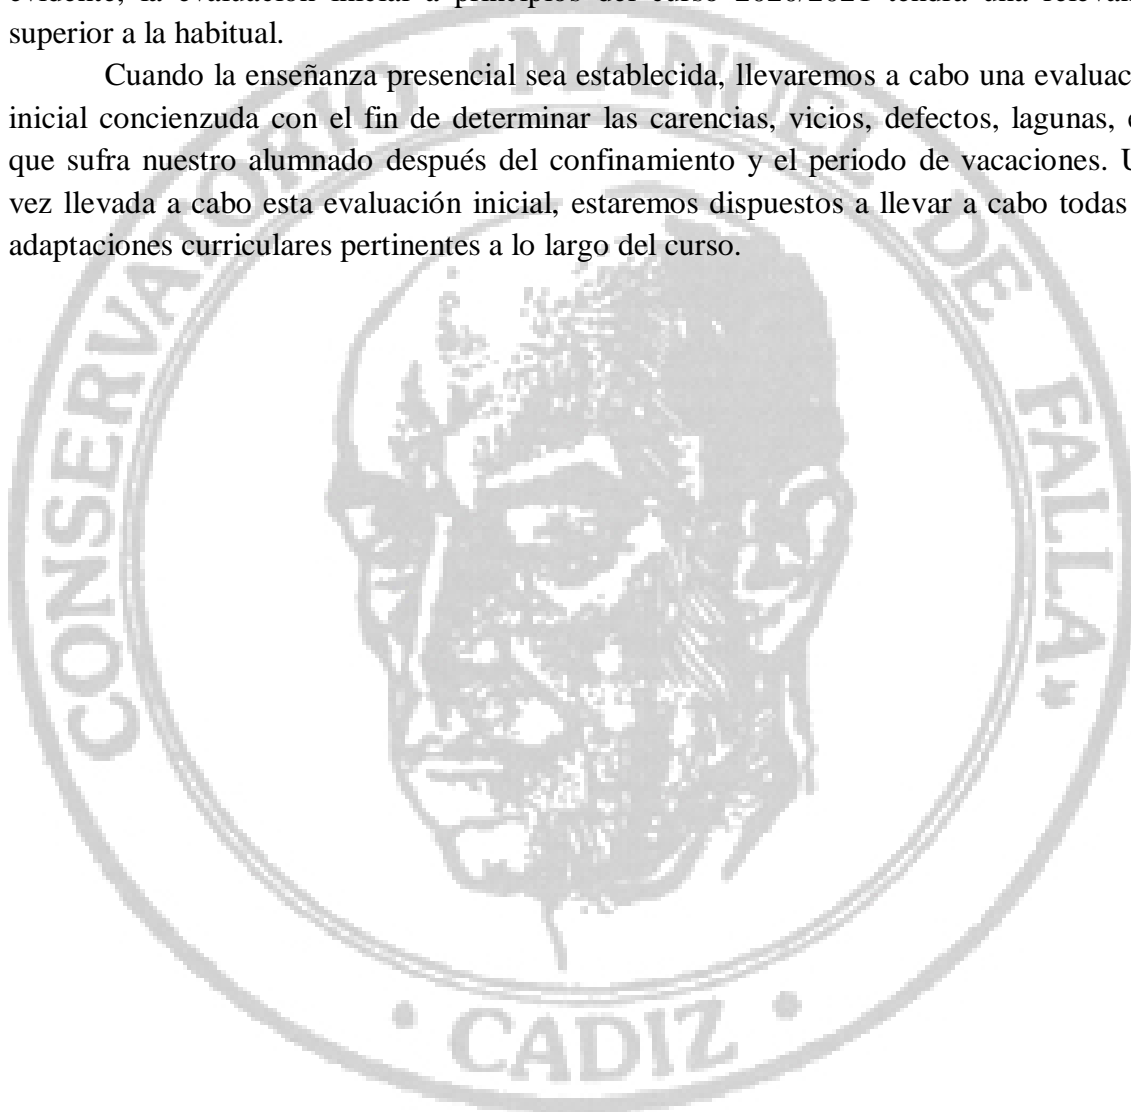 superior a la habitual.
Cuando la enseñanza presencial sea establecida, llevaremos a cabo una evaluac
inicial concienzuda con el fin de determinar las carencias, vicios, defectos, lagunas,
que sufra nuestro alumnado después del confinamiento y el periodo de vacaciones. U
vez llevada a cabo esta evaluación inicial, estaremos dispuestos a llevar a cabo todas
adaptaciones curriculares pertinentes a lo largo del curso.
CONSERVATORIO «MANUEL DE FALLA»
• CADIZ •